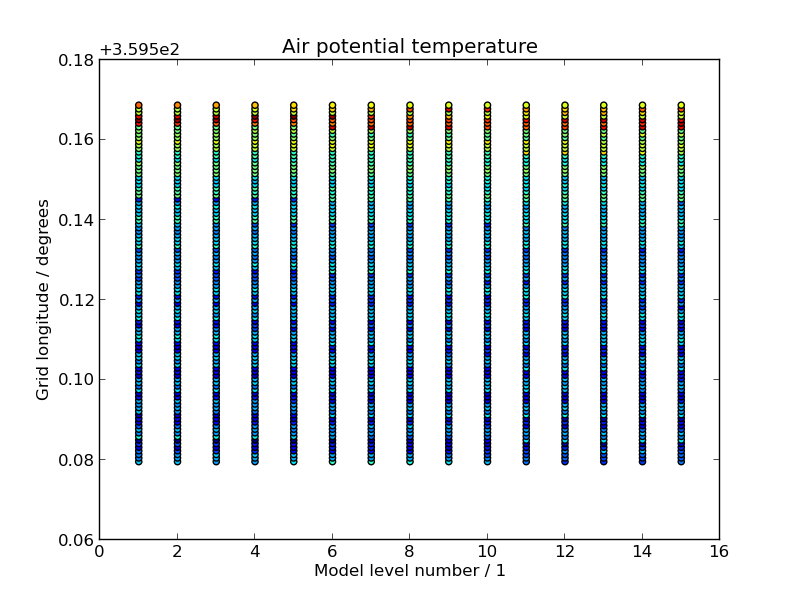 Air potential temperature
+3.595e2
0.18
0.16
0.14
0.12
0.10
0.08
0.06
Grid longitude / degrees
0 2 4 6 8 10 12 14 16
Model level number / 1